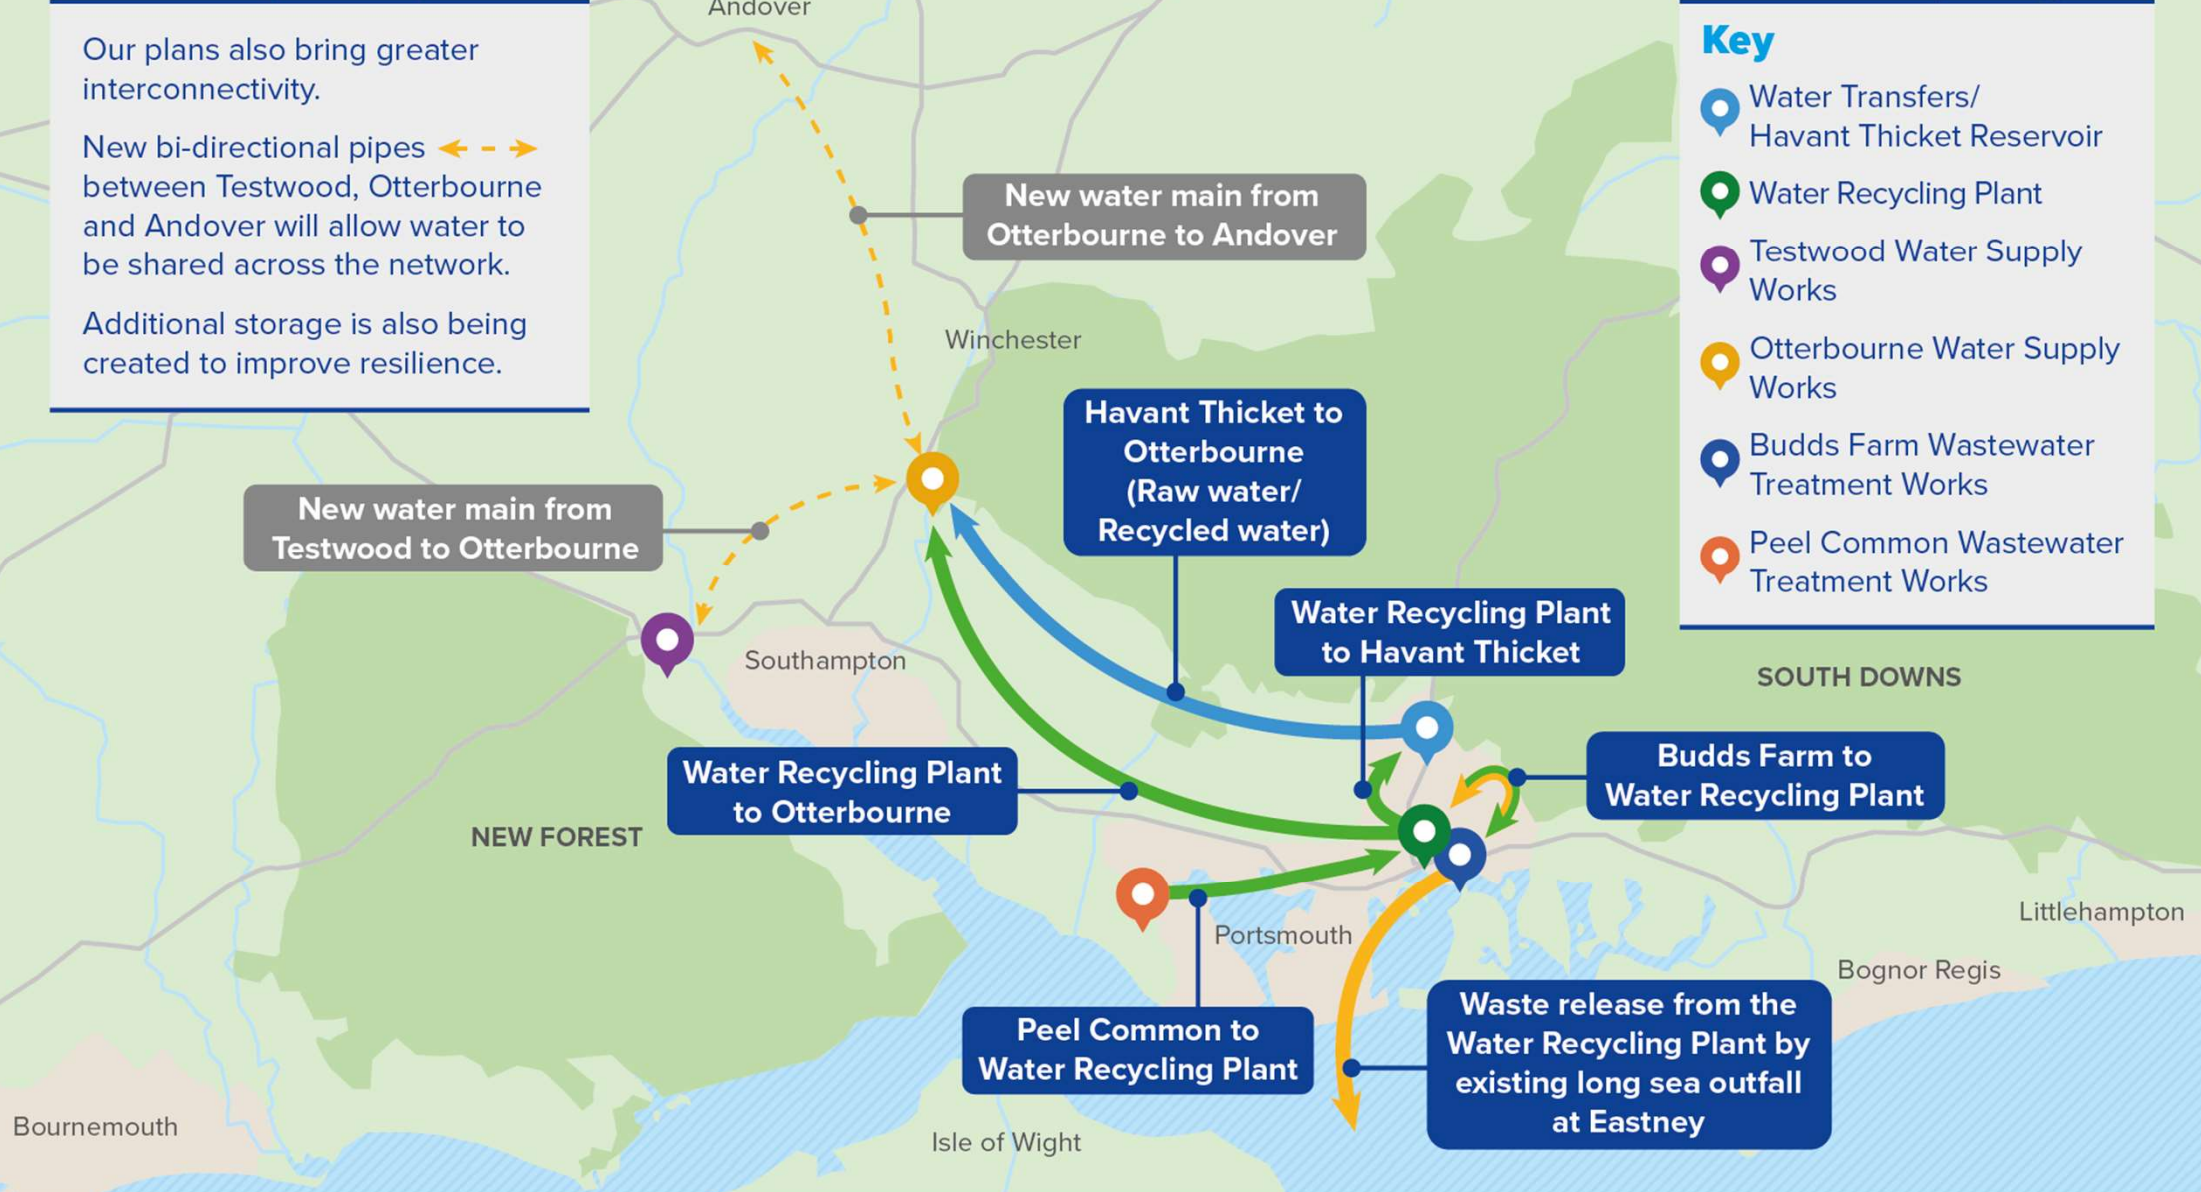 Andover
Our plans also bring greater
interconnectivity.
New bi-directional pipes
between Testwood, Otterbourne
and Andover will allow water to
be shared across the network.
Additional storage is also being
created to improve resilience.
Key
Water Transfers/
Havant Thicket Reservoir
Water Recycling Plant
Testwood Water Supply
Works
Otterbourne Water Supply
Works
Budds Farm Wastewater
Treatment Works
Peel Common Wastewater
Treatment Works
New water main from
Otterbourne to Andover
Winchester
Havant Thicket to
Otterbourne
(Raw water/
Recycled water)
New water main from
Testwood to Otterbourne
Water Recycling Plant
to Havant Thicket
Southampton
SOUTH DOWNS
Water Recycling Plant
to Otterbourne
Budds Farm to
Water Recycling Plant
NEW FOREST
Portsmouth
Littlehampton
Bognor Regis
Peel Common to
Water Recycling Plant
Waste release from the
Water Recycling Plant by
existing long sea outfall
at Eastney
Bournemouth
Isle of Wight